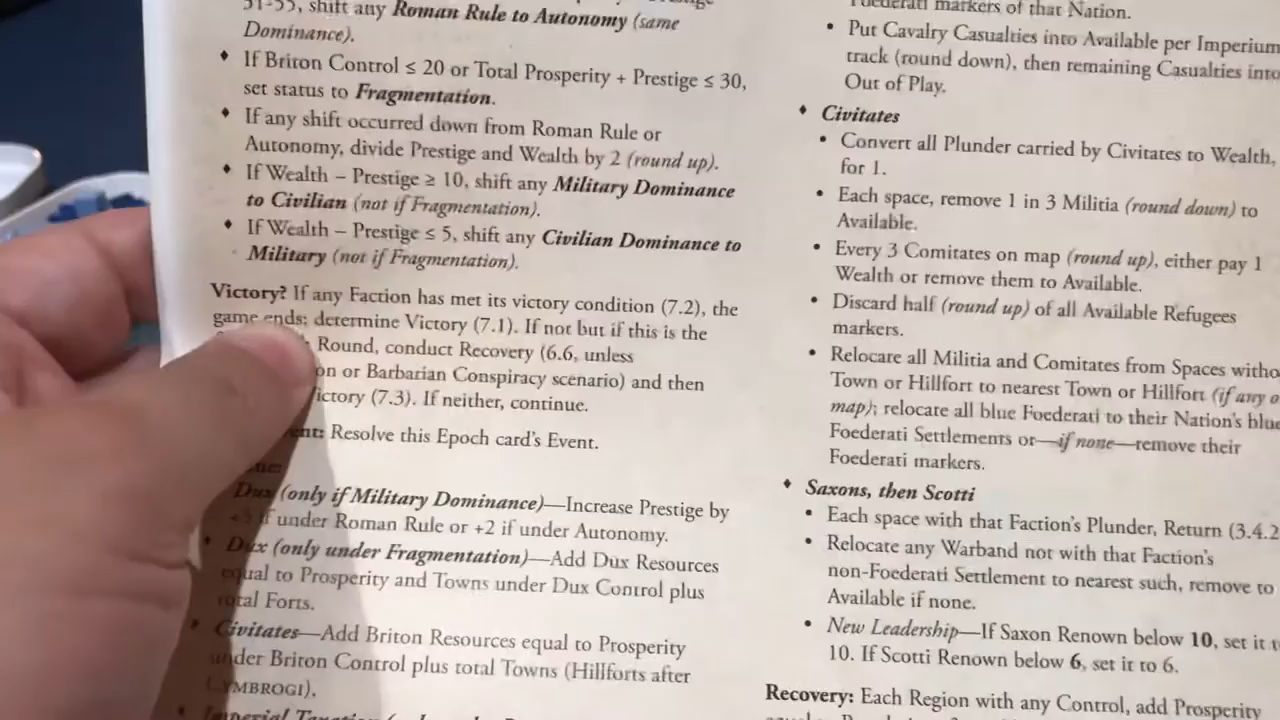 31-55, shift any Roman Rule to Autonomy (same
Dominance).
♦ If Briton Control ≤ 20 or Total Prosperity + Prestige ≤ 30,
set status to Fragmentation.
♦ If any shift occurred down from Roman Rule or
Autonomy, divide Prestige and Wealth by 2 (round up).
♦ If Wealth – Prestige ≥ 10, shift any Military Dominance
to Civilian (not if Fragmentation).
♦ If Wealth – Prestige ≤ 5, shift any Civilian Dominance to
Military (not if Fragmentation).
Victory? If any Faction has met its victory condition (7.2), the
game ends; determine Victory (7.1). If not but if this is the
Round, conduct Recovery (6.6, unless
on or Barbarian Conspiracy scenario) and then
ictory (7.3). If neither, continue.
Resolve this Epoch card's Event.
Dux (only if Military Dominance)—Increase Prestige by
if under Roman Rule or +2 if under Autonomy.
• Dux (only under Fragmentation)—Add Dux Resources
equal to Prosperity and Towns under Dux Control plus
total Forts.
• Civitates—Add Briton Resources equal to Prosperity
under Briton Control plus total Towns (Hillforts after
CYMBROGI).
Foederati markers of that Nation.
• Put Cavalry Casualties into Available per Imperium
track (round down), then remaining Casualties into
Out of Play.
♦ Civitates
• Convert all Plunder carried by Civitates to Wealth,
for 1.
• Each space, remove 1 in 3 Militia (round down) to
Available.
• Every 3 Comitates on map (round up), either pay 1
Wealth or remove them to Available.
• Discard half (round up) of all Available Refugees
markers.
• Relocate all Militia and Comitates from Spaces witho
Town or Hillfort to nearest Town or Hillfort (if any o
map); relocate all blue Foederati to their Nation's blue
Foederati Settlements or—if none—remove their
Foederati markers.
♦ Saxons, then Scotti
• Each space with that Faction's Plunder, Return (3.4.2
• Relocate any Warband not with that Faction's
non-Foederati Settlement to nearest such, remove to
Available if none.
• New Leadership—If Saxon Renown below 10, set it t
10. If Scotti Renown below 6, set it to 6.
Recovery: Each Region with any Control, add Prosperity